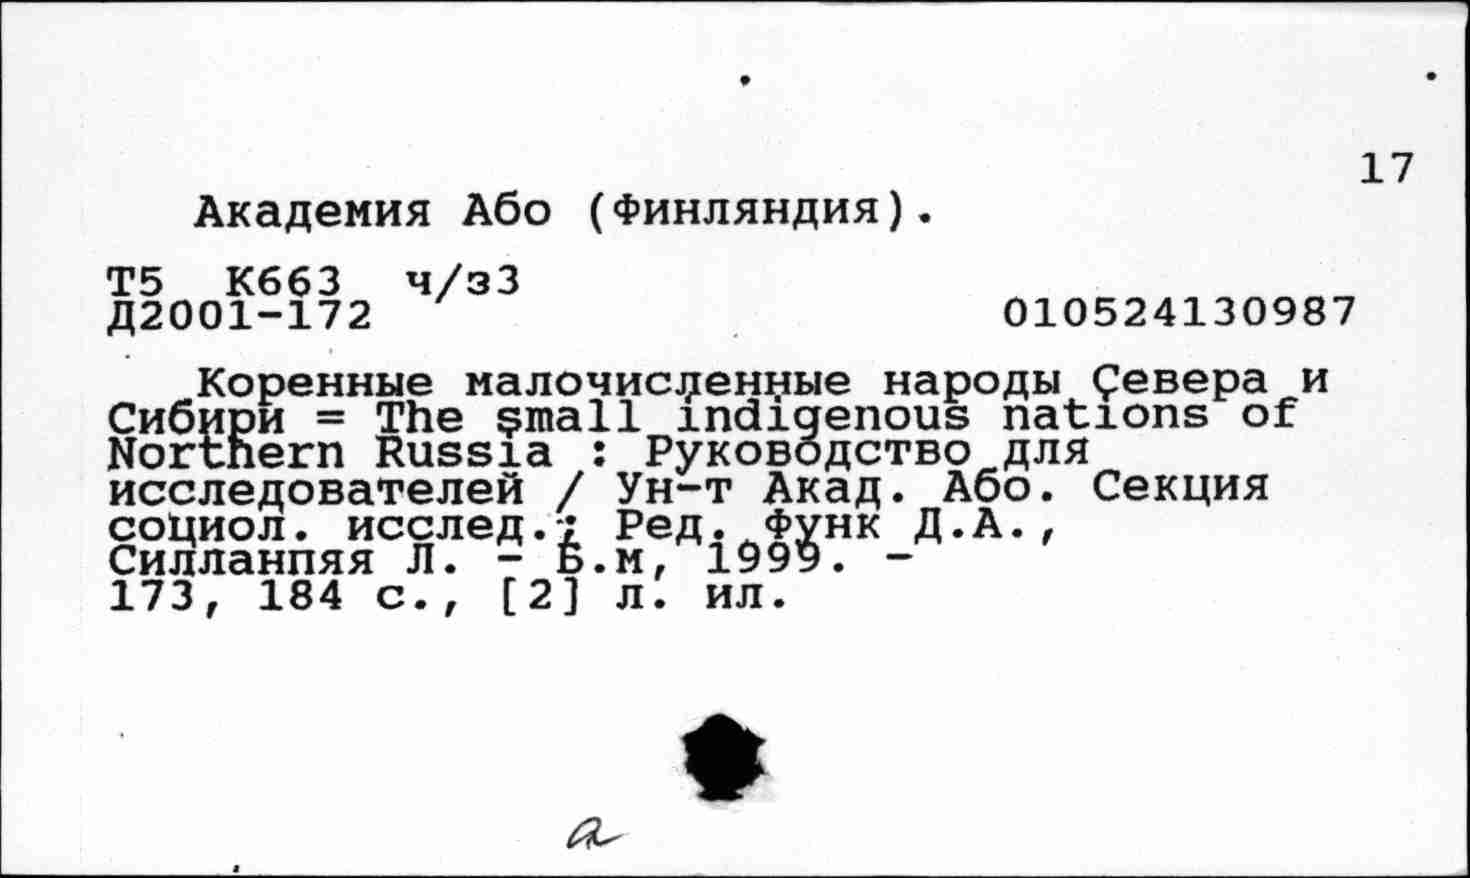 17
Академия Або (Финляндия).
Т5 К663 ч/з3
Д2001-172 010524130987
Коренные малочисленные народы Севера и
Сибири = The small indigenous nations of
Northern Russia : Руководство для
исследователей / Ун-т Акад. Або. Секция
социол. исслед.; Ред. Функ Д.А.,
Силланпяя Л. - Б.м, 1999. -
173, 184 с., [2] л. ил.
а